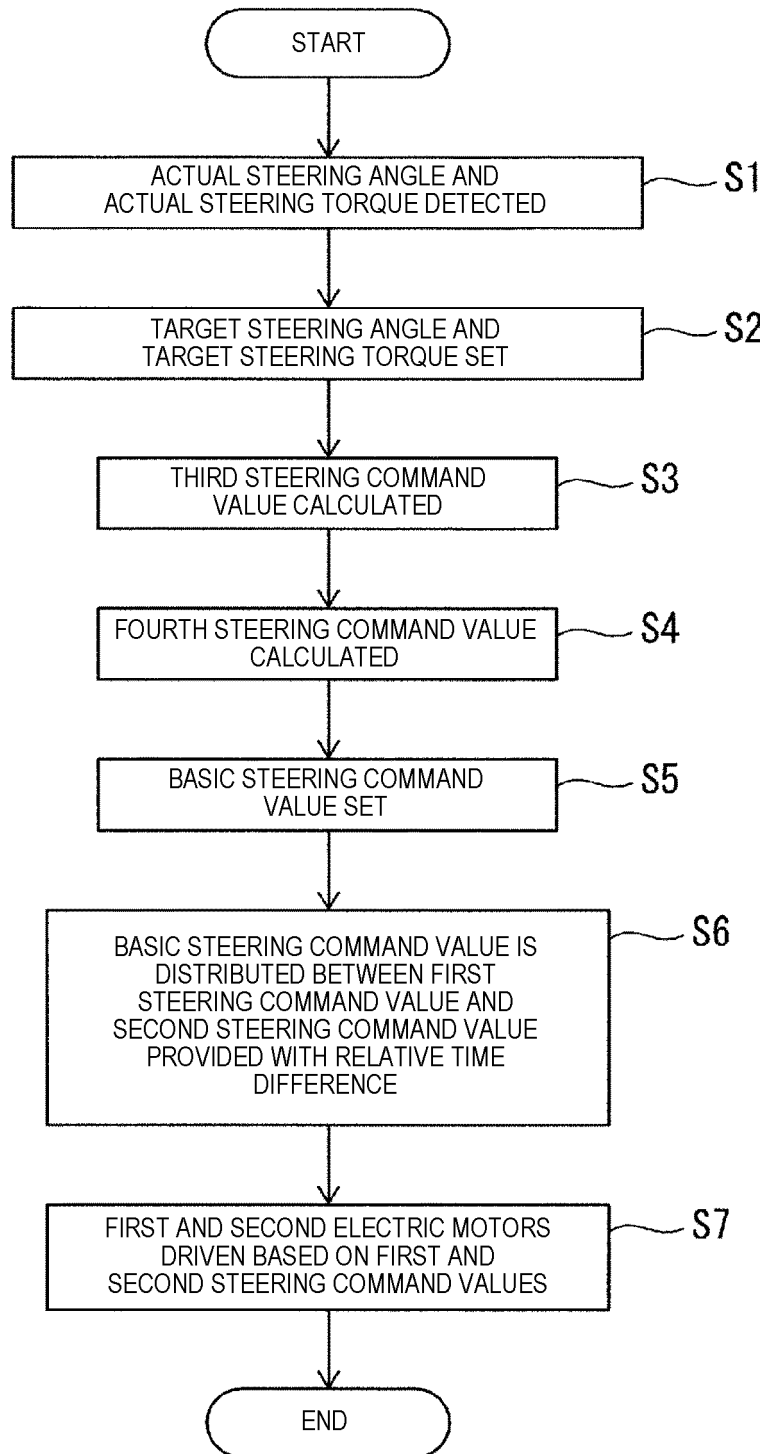 START
ACTUAL STEERING ANGLE AND
ACTUAL STEERING TORQUE DETECTED
S1
TARGET STEERING ANGLE AND
TARGET STEERING TORQUE SET
S2
THIRD STEERING COMMAND
VALUE CALCULATED
S3
FOURTH STEERING COMMAND VALUE
CALCULATED
S4
BASIC STEERING COMMAND
VALUE SET
S5
BASIC STEERING COMMAND VALUE IS
DISTRIBUTED BETWEEN FIRST
STEERING COMMAND VALUE AND
SECOND STEERING COMMAND VALUE
PROVIDED WITH RELATIVE TIME
DIFFERENCE
S6
FIRST AND SECOND ELECTRIC MOTORS
DRIVEN BASED ON FIRST AND
SECOND STEERING COMMAND VALUES
S7
END